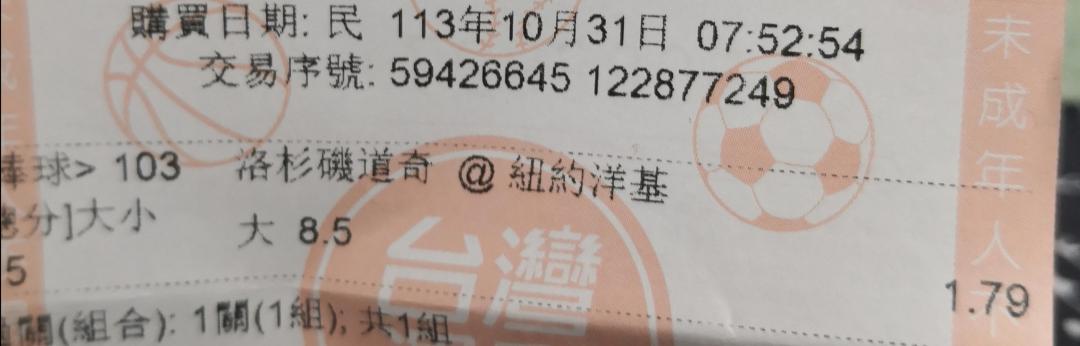 購買日期: 民 113年10月31日 07:52:54
交易序號: 59426645 122877249
棒球> 103 洛杉磯道奇 @ 紐約洋基
總分]大小 大 8.5
5
1.79
關(組合): 1關(1組); 共1組
台灣
未成年人不